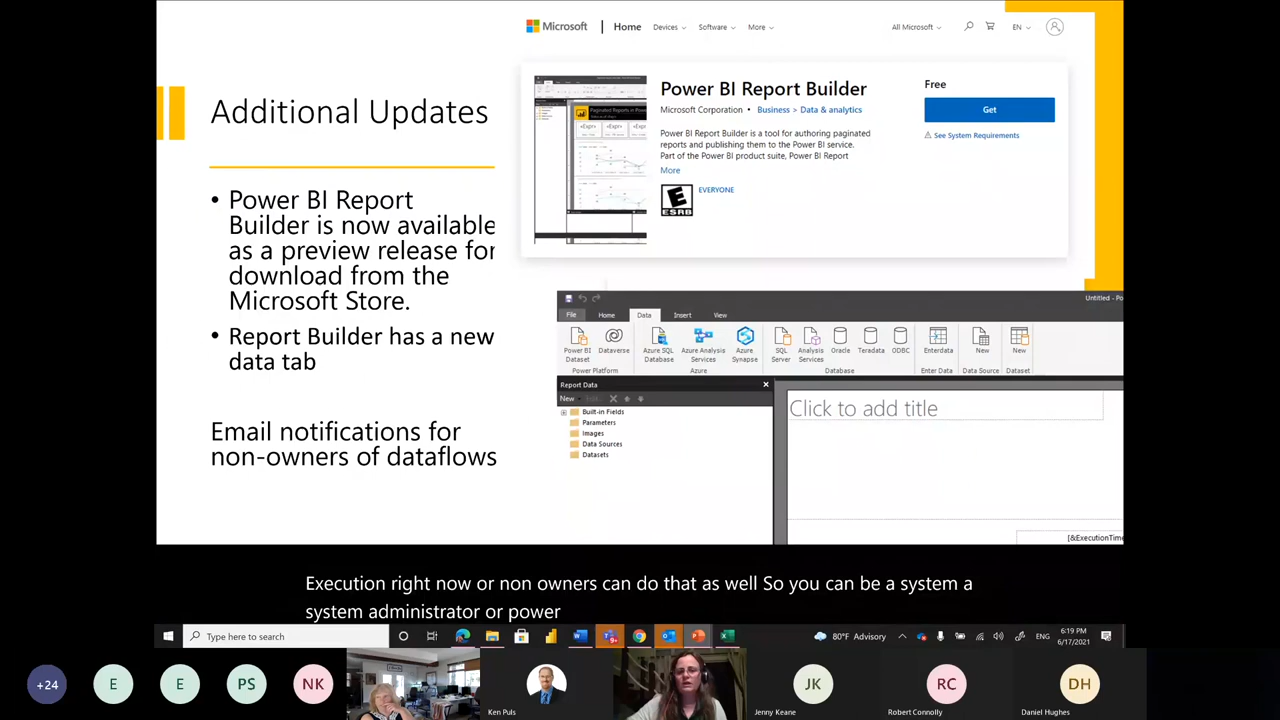 Microsoft
Home
Devices
Software
More
All Microsoft
EN
Additional Updates
• Power BI Report
Builder is now available
as a preview release for
download from the
Microsoft Store.
• Report Builder has a new
data tab
Email notifications for
non-owners of dataflows
Power BI Report Builder
Microsoft Corporation • Business > Data & analytics
Power BI Report Builder is a tool for authoring paginated
reports and publishing them to the Power BI service.
Part of the Power BI product suite, Power BI Report
More
E
ESRB
EVERYONE
Free
Get
See System Requirements
Untitled - Po
File Home Data Insert View
Power BI
Dataset
Dataverse
Azure SQL
Database
Azure Analysis
Services
Azure
Synapse
SQL
Server
Analysis
Services
Oracle
Teradata
ODBC
Enterdata
New
New
Power Platform
Azure
Database
Enter Data
Data Source
Dataset
Report Data
New
Built-in Fields
Parameters
Images
Data Sources
Datasets
Click to add title
[&ExecutionTime
Execution right now or non owners can do that as well So you can be a system a
system administrator or power
Type here to search
80°F Advisory
ENG
6:19 PM
6/17/2021
+24
E
E
PS
NK
Ken Puls
JK
Jenny Keane
RC
Robert Connolly
DH
Daniel Hughes